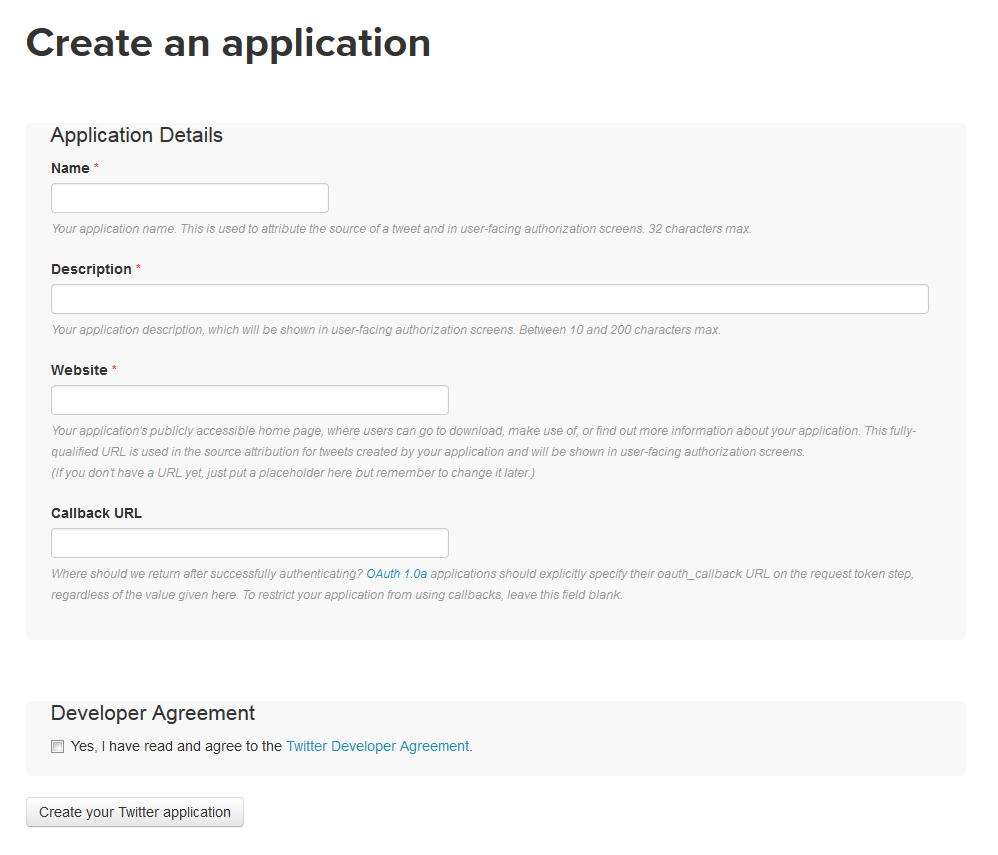 Create an application
Application Details
Name *
Your application name. This is used to attribute the source of a tweet and in user-facing authorization screens. 32 characters max.
Description *
Your application description, which will be shown in user-facing authorization screens. Between 10 and 200 characters max.
Website *
Your application's publicly accessible home page, where users can go to download, make use of, or find out more information about your application. This fully-
qualified URL is used in the source attribution for tweets created by your application and will be shown in user-facing authorization screens.
(If you don't have a URL yet, just put a placeholder here but remember to change it later.)
Callback URL
Where should we return after successfully authenticating? OAuth 1.0a applications should explicitly specify their oauth_callback URL on the request token step,
regardless of the value given here. To restrict your application from using callbacks, leave this field blank.
Developer Agreement
Yes, I have read and agree to the Twitter Developer Agreement.
Create your Twitter application